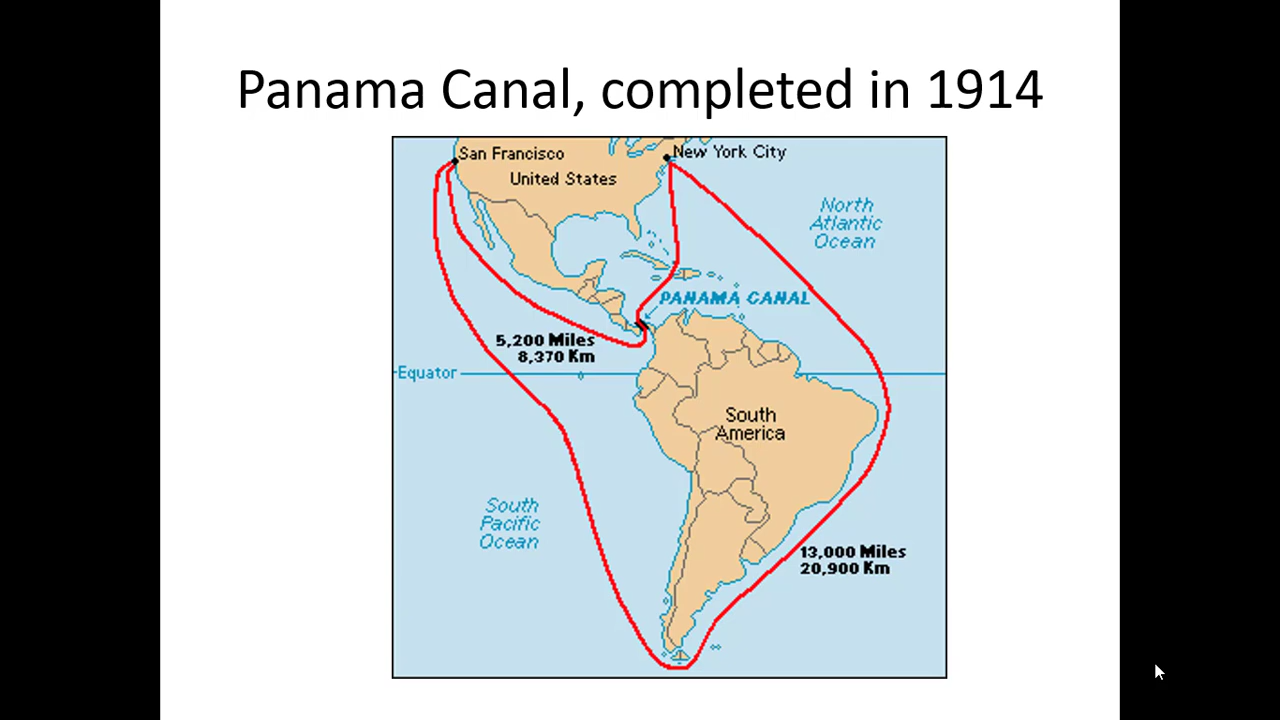 Panama Canal, completed in 1914
San Francisco
New York City
United States
North
Atlantic
Ocean
PANAMA CANAL
5,200 Miles
8,370 Km
Equator
South
America
South
Pacific
Ocean
13,000 Miles
20,900 Km